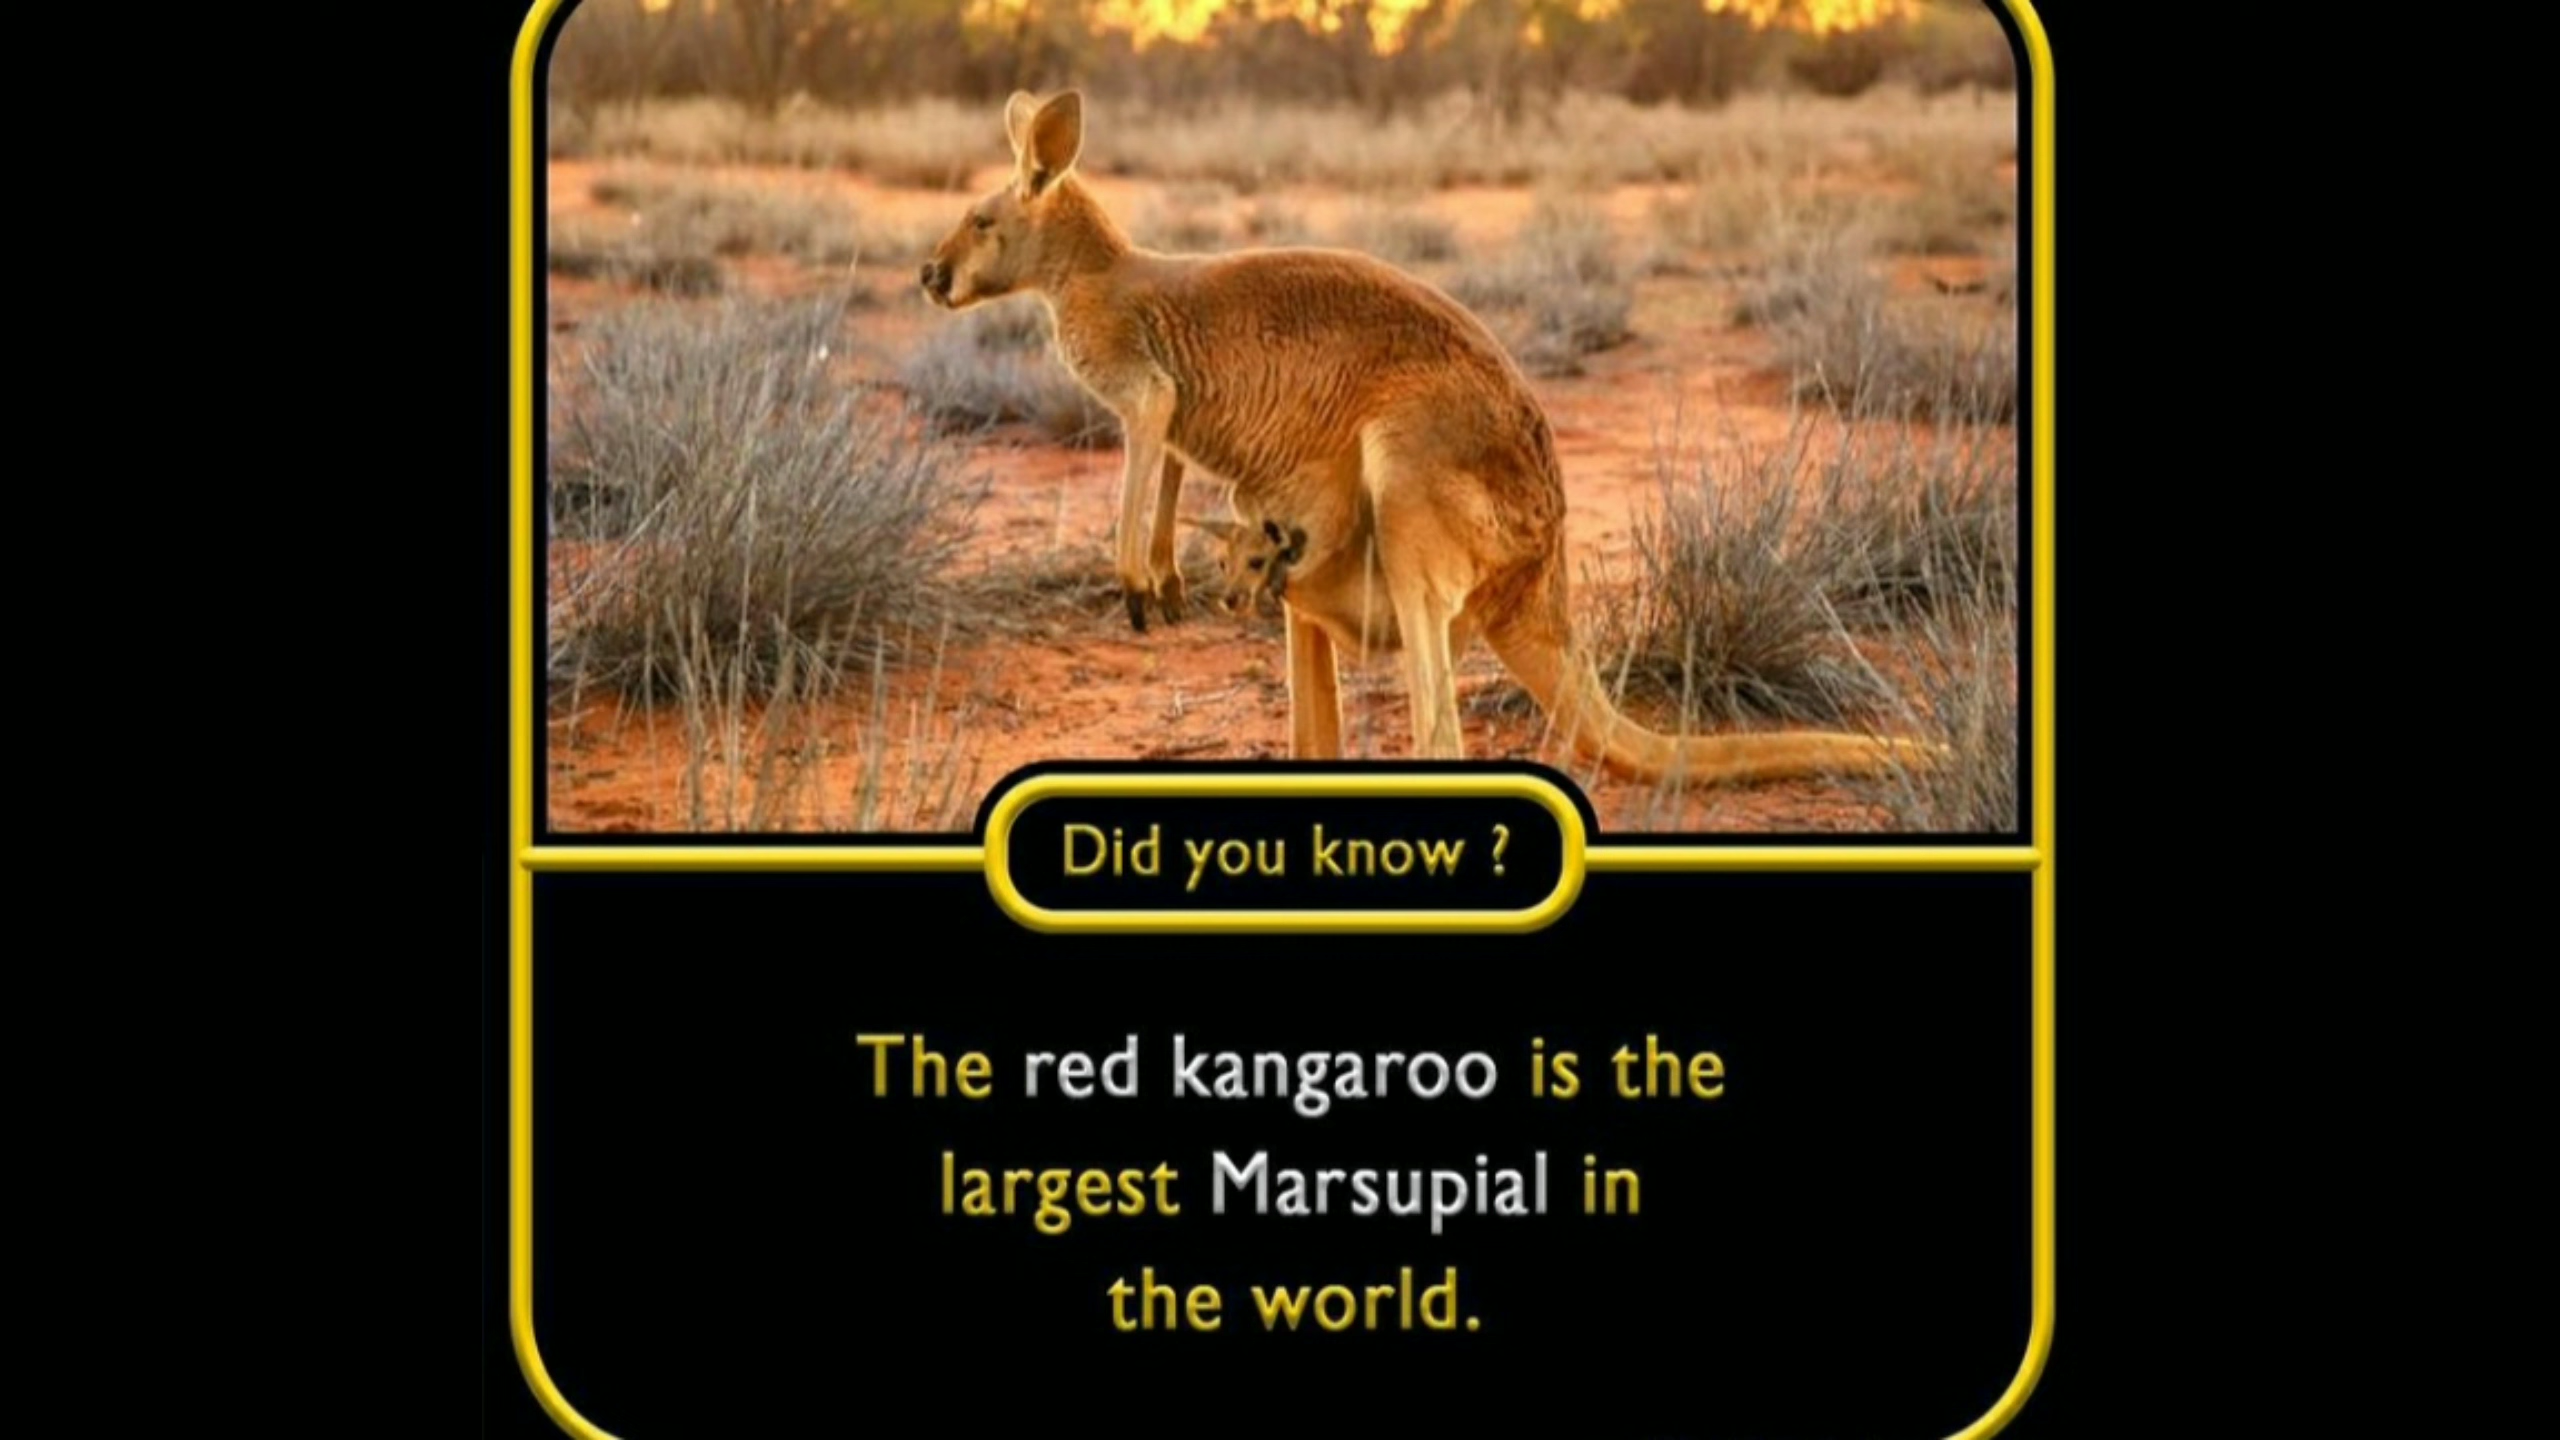 Did you know ?
The red kangaroo is the
largest Marsupial in
the world.